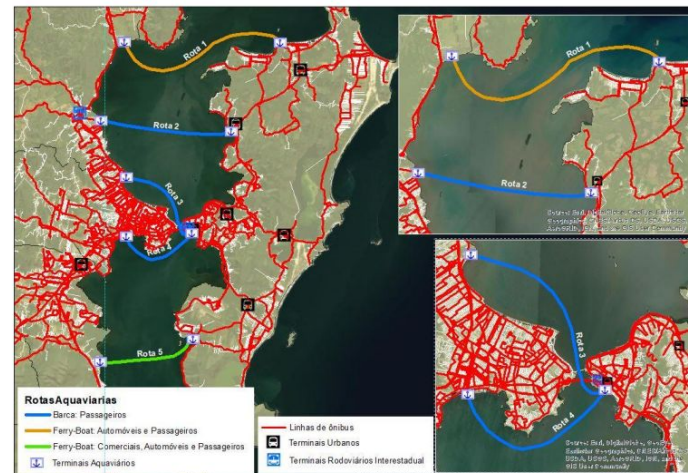 Rota 1
Rota 2
Rota 3
Rota 4
Rota 5
Rota 1
Rota 2
Rota 3
Rota 4
RotasAquaviarias
Barca: Passageiros
Ferry-Boat: Automóveis e Passageiros
Ferry-Boat: Comerciais, Automóveis e Passageiros
Terminais Aquaviários
Linhas de ônibus
Terminais Urbanos
Terminais Rodoviários Interestadual